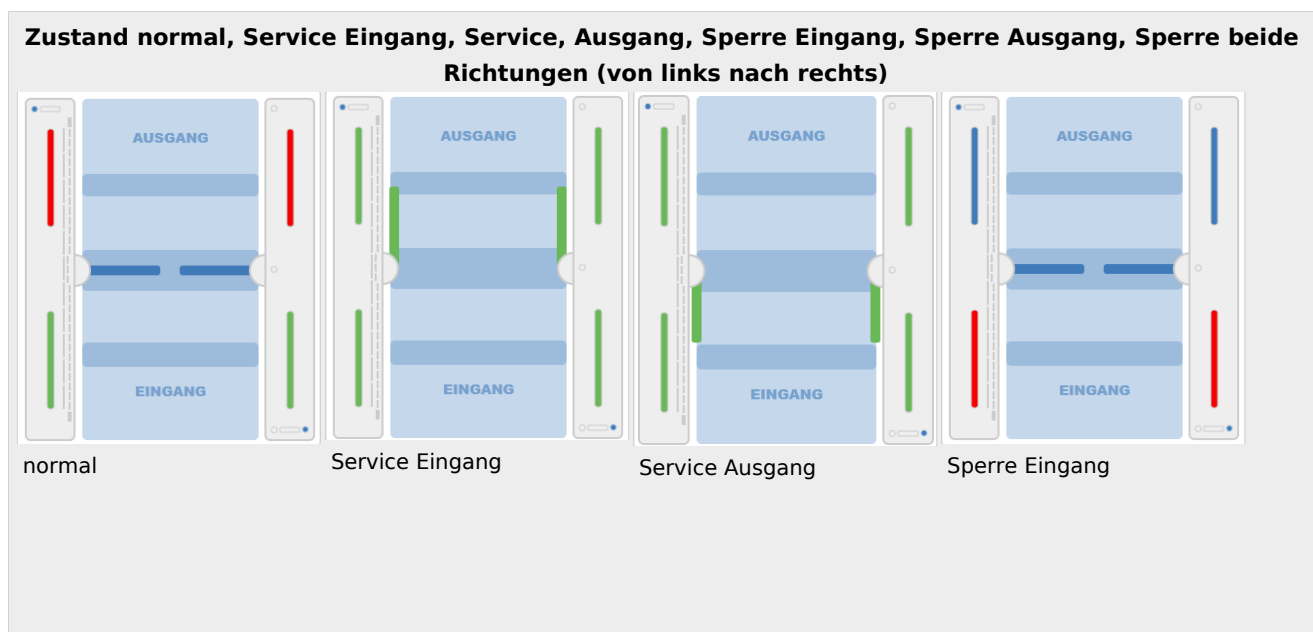 Zustand normal, Service Eingang, Service, Ausgang, Sperre Eingang, Sperre Ausgang, Sperre beide
Richtungen (von links nach rechts)
AUSGANG
EINGANG
normal
AUSGANG
EINGANG
Service Eingang
AUSGANG
EINGANG
Service Ausgang
AUSGANG
EINGANG
Sperre Eingang